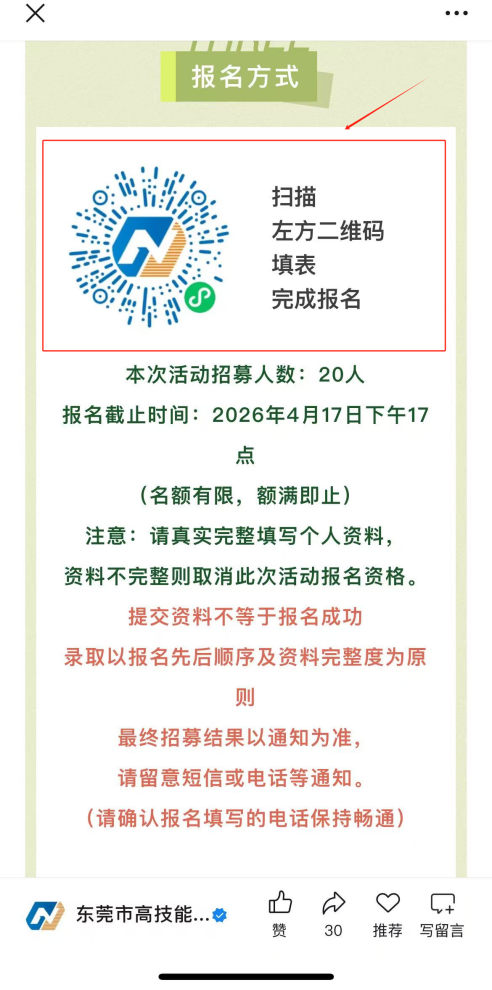 THREE
报名方式
扫描
左方二维码
填表
完成报名
本次活动招募人数：20人
报名截止时间：2026年4月17日下午17
点
（名额有限，额满即止）
注意：请真实完整填写个人资料，
资料不完整则取消此次活动报名资格。
提交资料不等于报名成功
录取以报名先后顺序及资料完整度为原
则
最终招募结果以通知为准，
请留意短信或电话等通知。
（请确认报名填写的电话保持畅通）
东莞市高技能...
赞
30
推荐
写留言